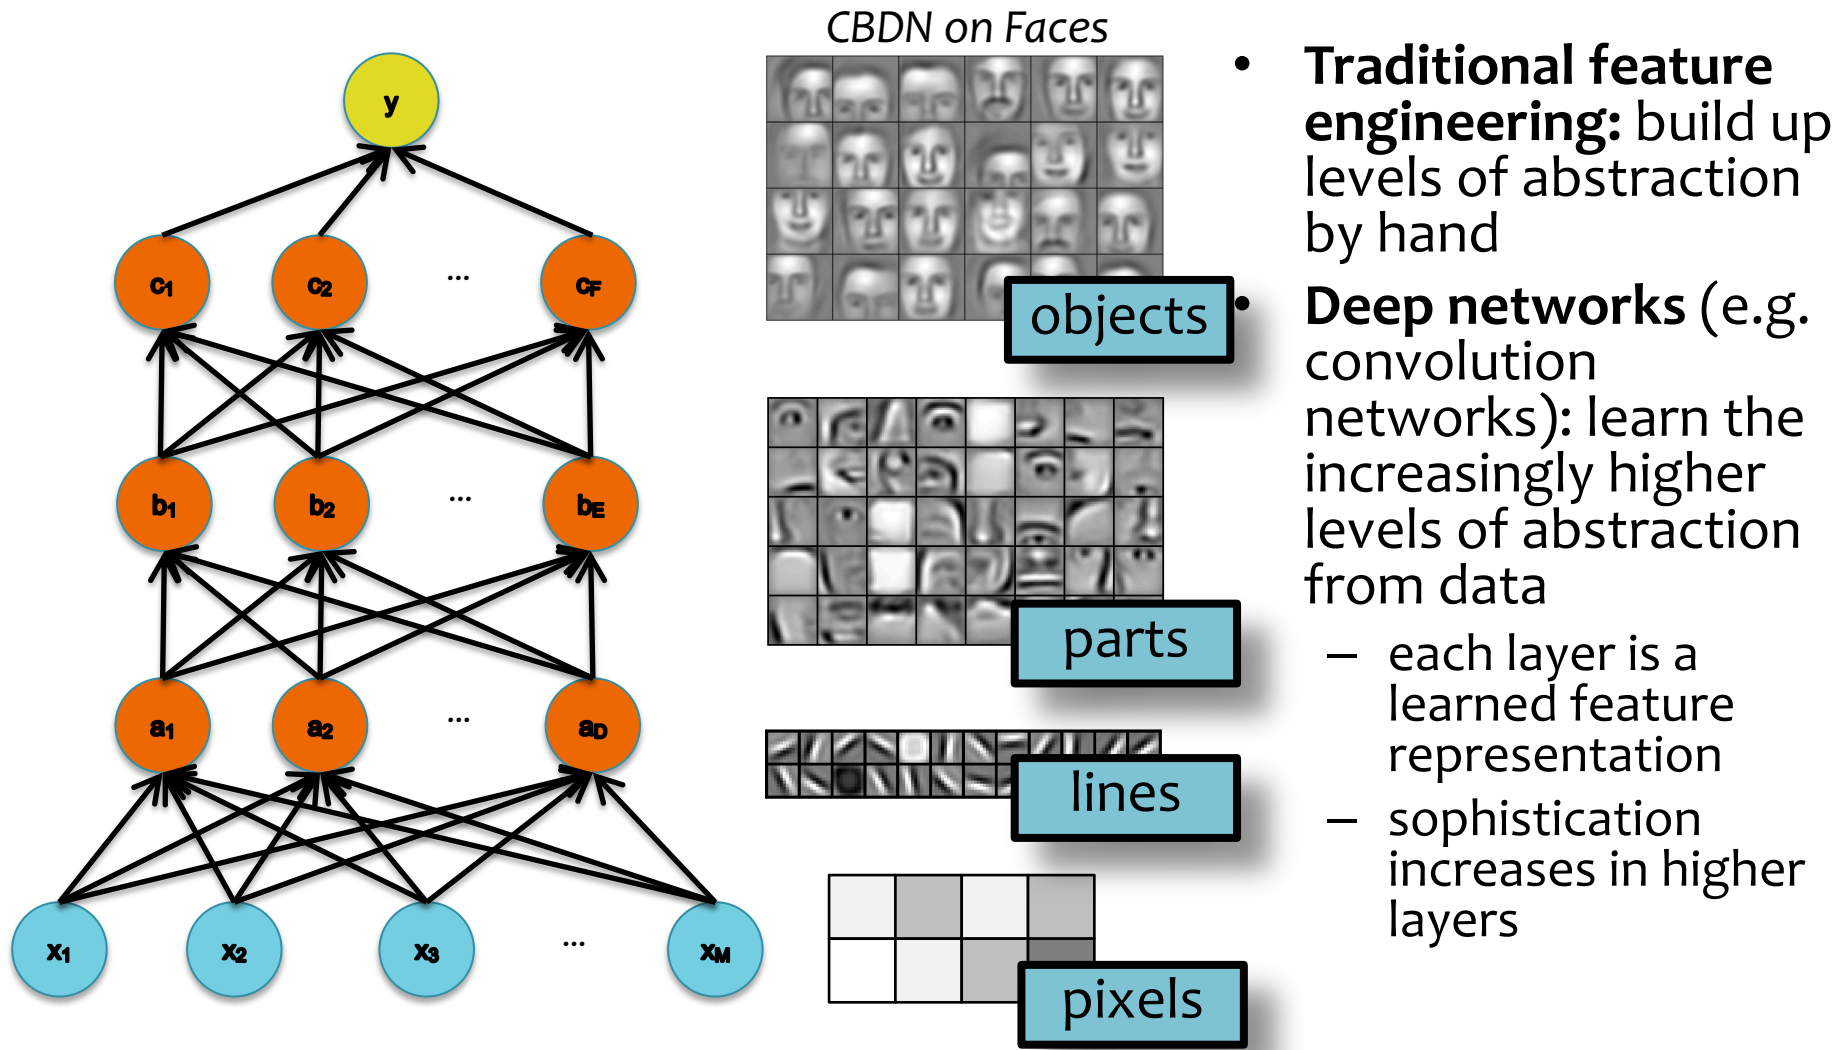 CBDN on Faces
y
c1 c2 ... cF
b1 b2 ... bE
a1 a2 ... aD
x1 x2 x3 ... xM
objects
parts
lines
pixels
• Traditional feature
engineering: build up
levels of abstraction
by hand
• Deep networks (e.g.
convolution
networks): learn the
increasingly higher
levels of abstraction
from data
– each layer is a
learned feature
representation
– sophistication
increases in higher
layers